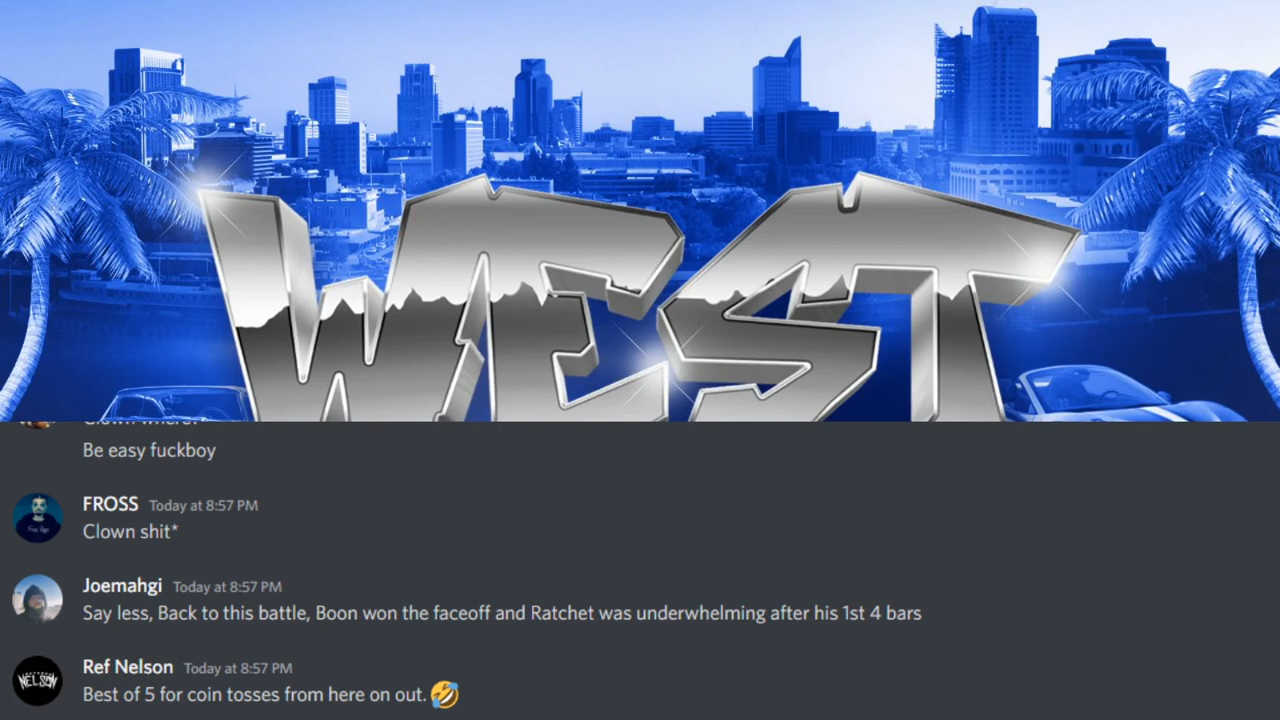 WEST
Be easy fuckboy
FROSS Today at 8:57 PM
Clown shit*
Joemahgi Today at 8:57 PM
Say less, Back to this battle, Boon won the faceoff and Ratchet was underwhelming after his 1st 4 bars
NELSON
Ref Nelson Today at 8:57 PM
Best of 5 for coin tosses from here on out. 🤣